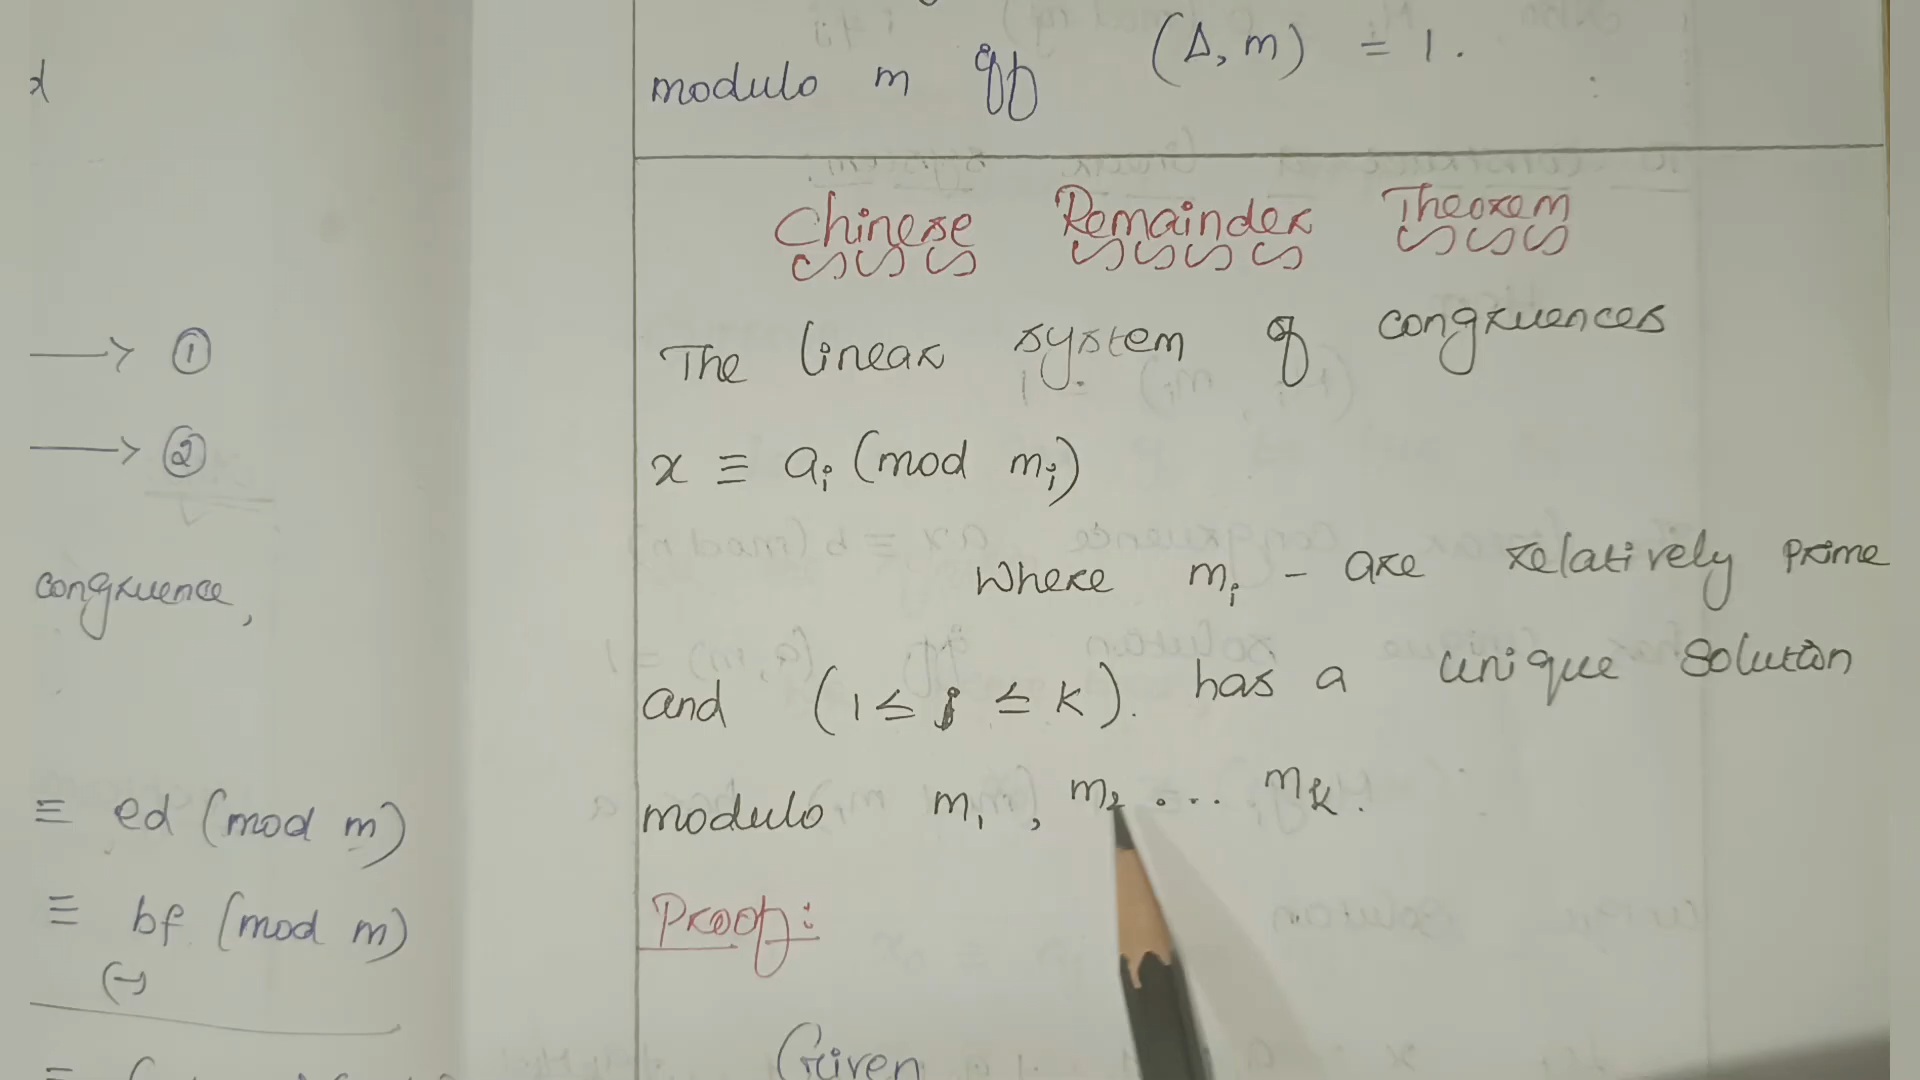 d
→ ①
→ ②
congruence,
≡ ed (mod m)
≡ bf (mod m)
(-)
modulo m iff (Δ, m) = 1.
Chinese Remainder Theorem
The linear system of congruences
x ≡ aᵢ (mod mᵢ)
Where mᵢ - are relatively prime
and (1 ≤ i ≤ k). has a unique solution
modulo m₁, m₂ ... mₖ.
Proof:
Given